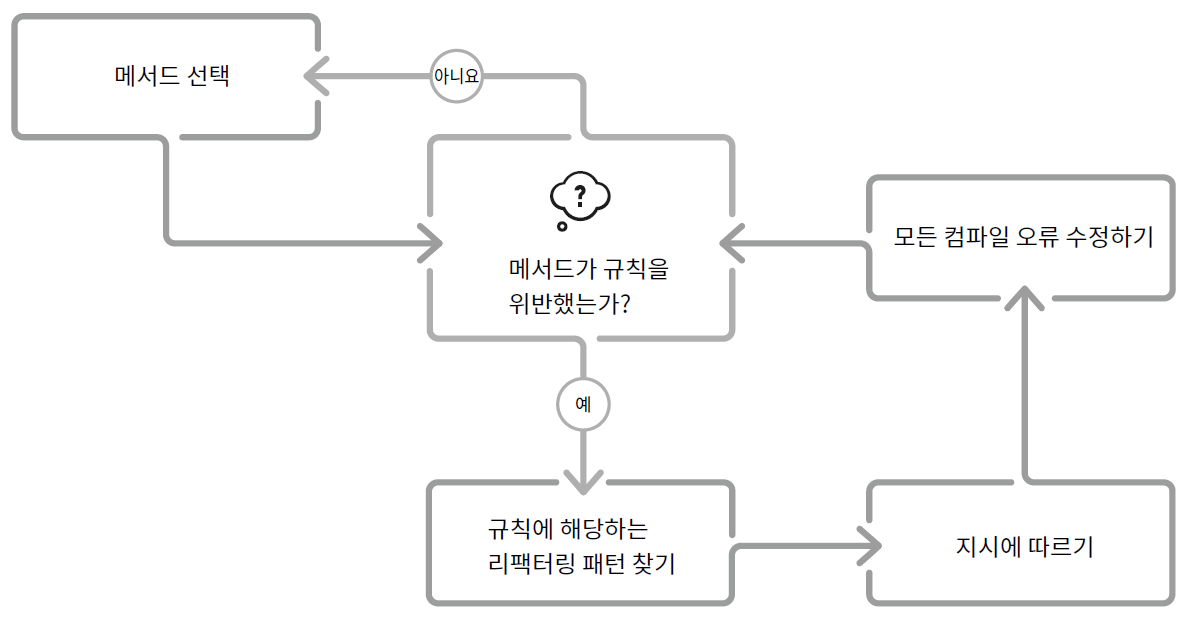 메서드 선택
아니요
?
메서드가 규칙을
위반했는가?
모든 컴파일 오류 수정하기
예
규칙에 해당하는
리팩터링 패턴 찾기
지시에 따르기